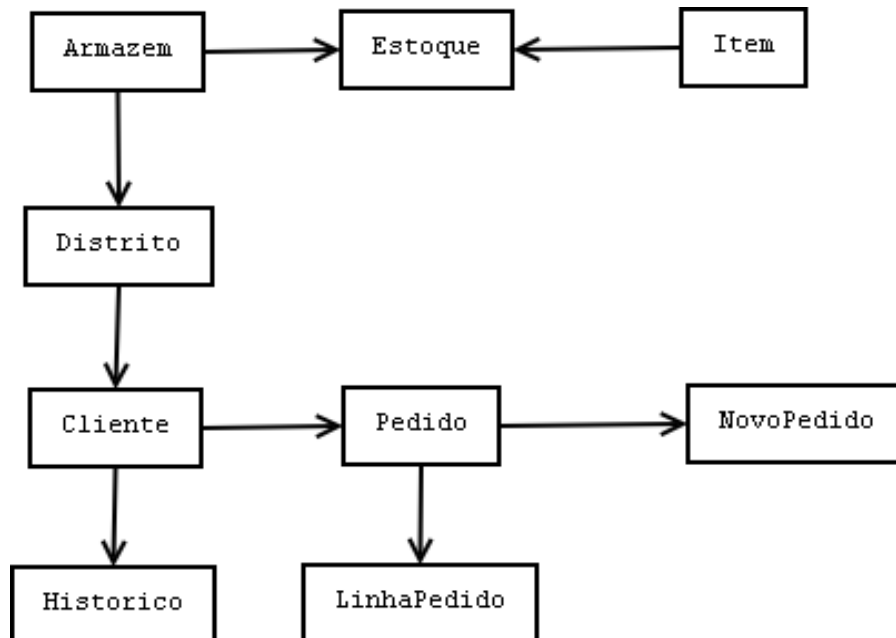 Armazem
Estoque
Item
Distrito
Cliente
Pedido
NovoPedido
Historico
LinhaPedido